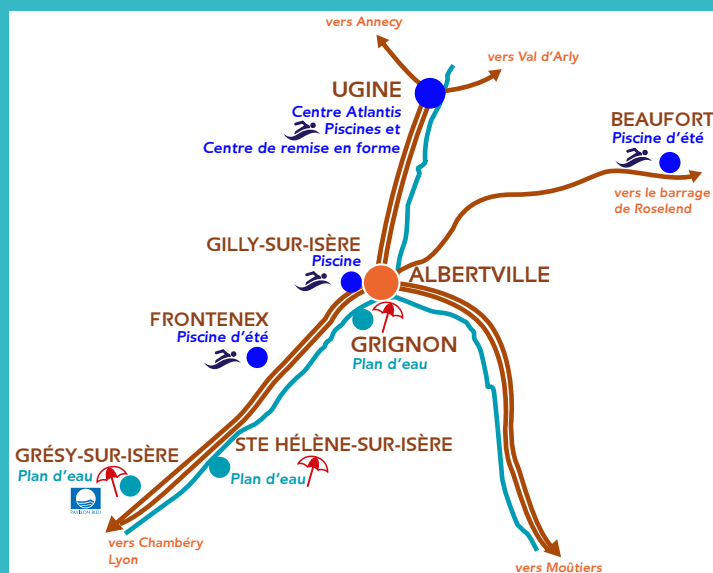 vers Annecy
vers Val d'Arly
UGINE
Centre Atlantis
Piscines et
Centre de remise en forme
BEAUFORT
Piscine d'été
vers le barrage
de Roselend
GILLY-SUR-ISÈRE
Piscine
ALBERTVILLE
FRONTENEX
Piscine d'été
GRIGNON
Plan d'eau
STE HÉLÈNE-SUR-ISÈRE
Plan d'eau
GRÉSY-SUR-ISÈRE
Plan d'eau
PAVILLON BLEU
vers Chambéry
Lyon
vers Moûtiers